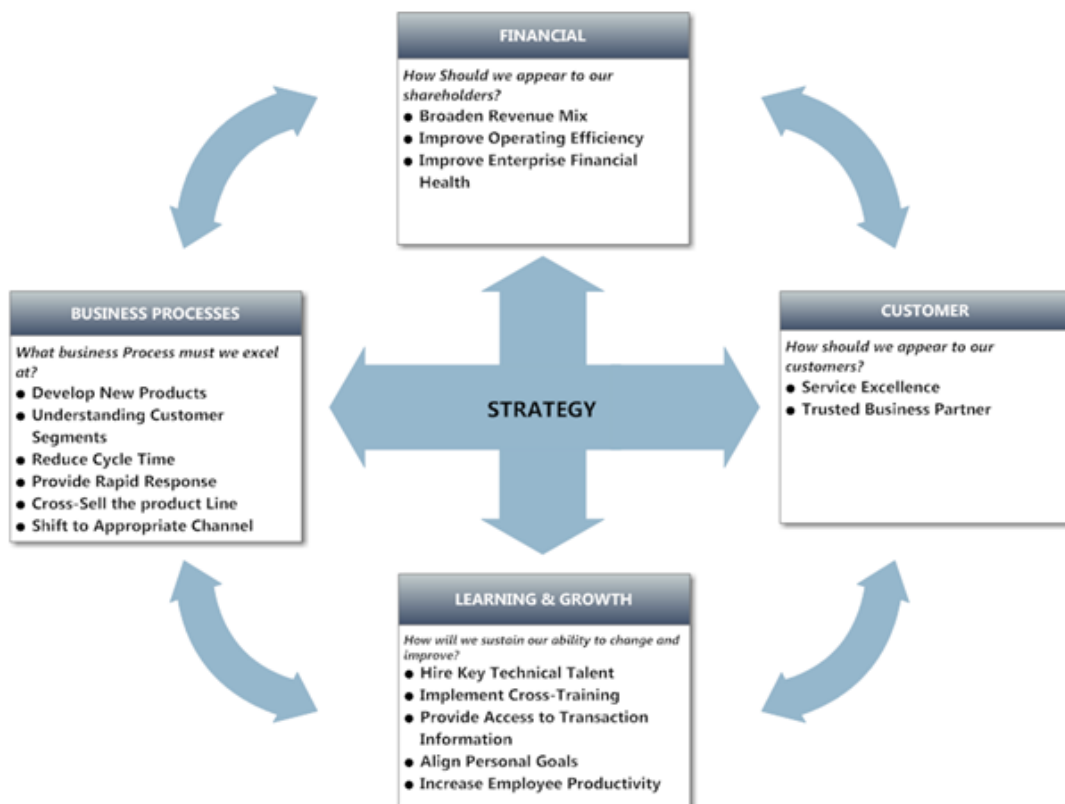 FINANCIAL
How Should we appear to our
shareholders?
● Broaden Revenue Mix
● Improve Operating Efficiency
● Improve Enterprise Financial
Health
BUSINESS PROCESSES
What business Process must we excel
at?
● Develop New Products
● Understanding Customer
Segments
● Reduce Cycle Time
● Provide Rapid Response
● Cross-Sell the product Line
● Shift to Appropriate Channel
STRATEGY
CUSTOMER
How should we appear to our
customers?
● Service Excellence
● Trusted Business Partner
LEARNING & GROWTH
How will we sustain our ability to change and
improve?
● Hire Key Technical Talent
● Implement Cross-Training
● Provide Access to Transaction
Information
● Align Personal Goals
● Increase Employee Productivity